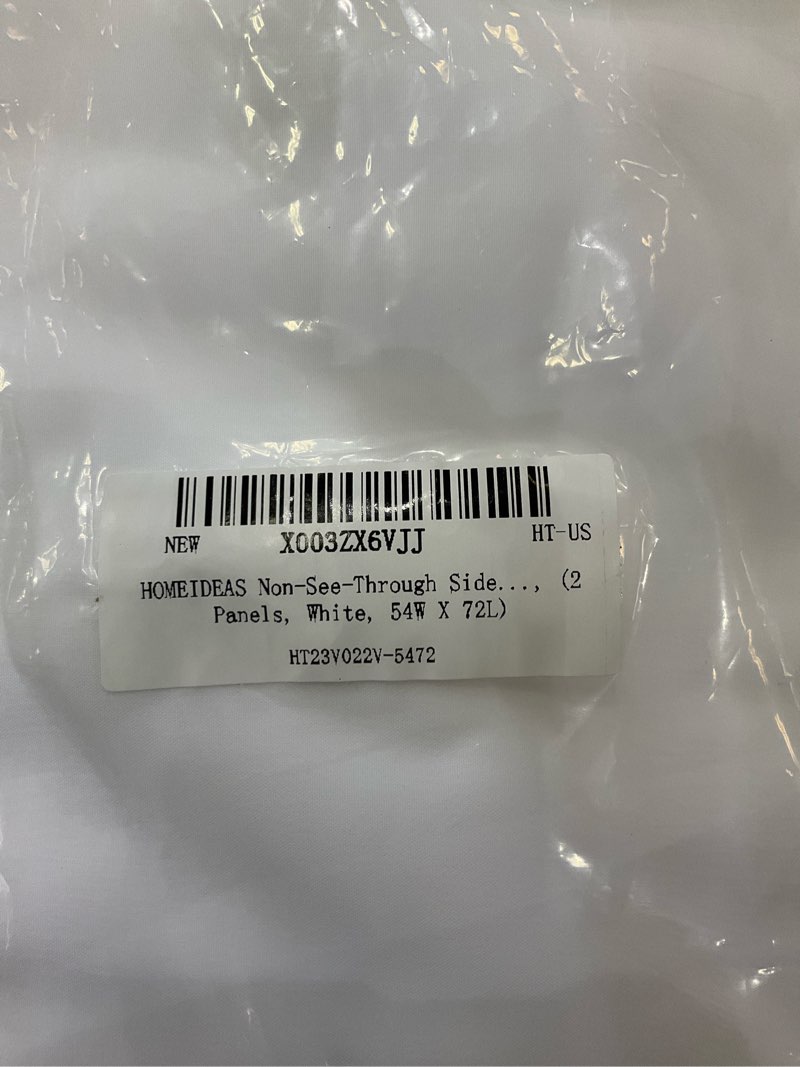 NEW X003ZX6VJJ HT-US
HOMEIDEAS Non-See-Through Side..., (2
Panels, White, 54W X 72L)
HT23V022V-5472